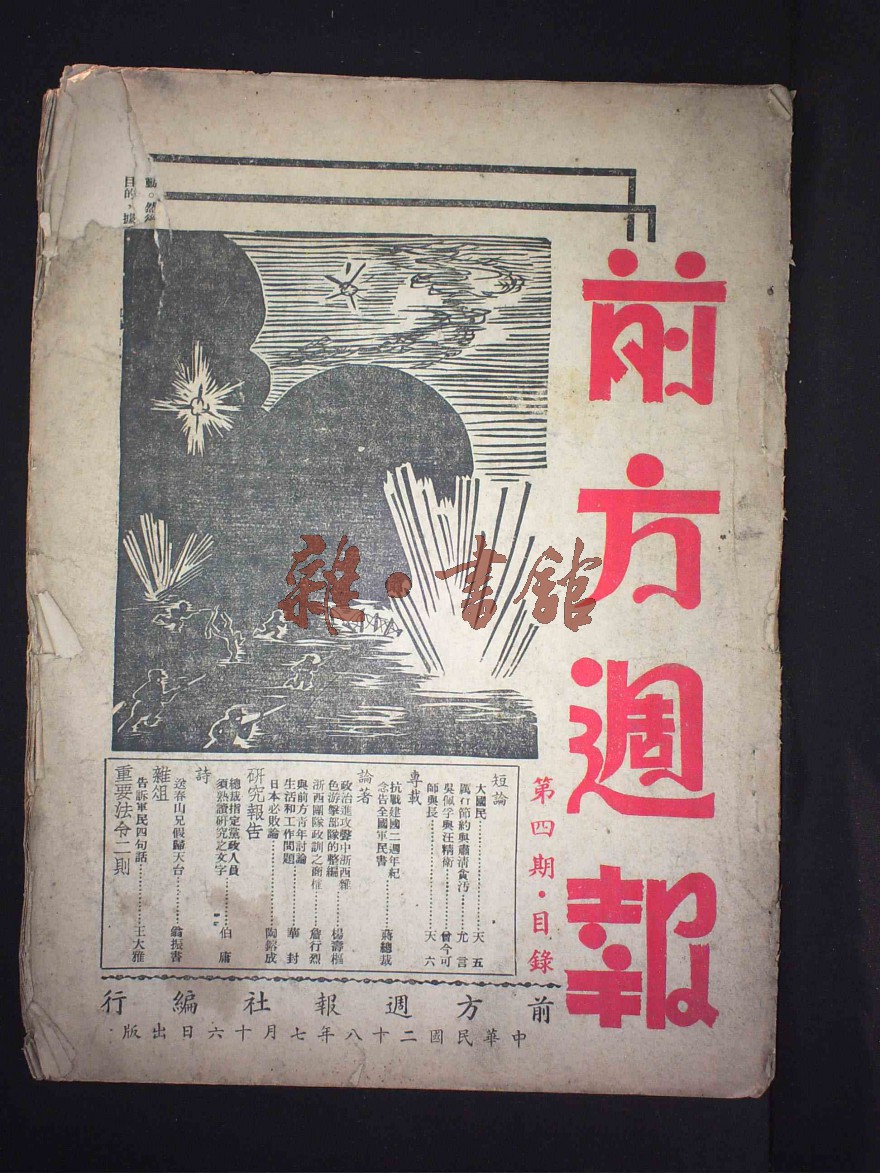 前方週報
第四期·目錄
短論
大國民……天五
厲行節約與肅清貪污……尤言
吳佩孚與汪精衛……曾今可
師與長……天六
專載
抗戰建國二週年紀
念告全國軍民書……蔣總裁
論著
政治進攻聲中浙西雜
色游擊部隊的整編……楊壽樞
浙西團隊政訓之商榷……詹行烈
與前方青年討論
生活和工作問題……華封
日本必敗論……陶鎔成
研究報告
總裁指定黨政人員
須熟讀研究之文字……伯庸
詩
送春山兄假歸天台……翁振書
雜俎
告訴軍民四句話……王大雅
重要法令二則
前方週報社編行
中華民國二十八年七月十六日出版
然
目的，據
雜·書館